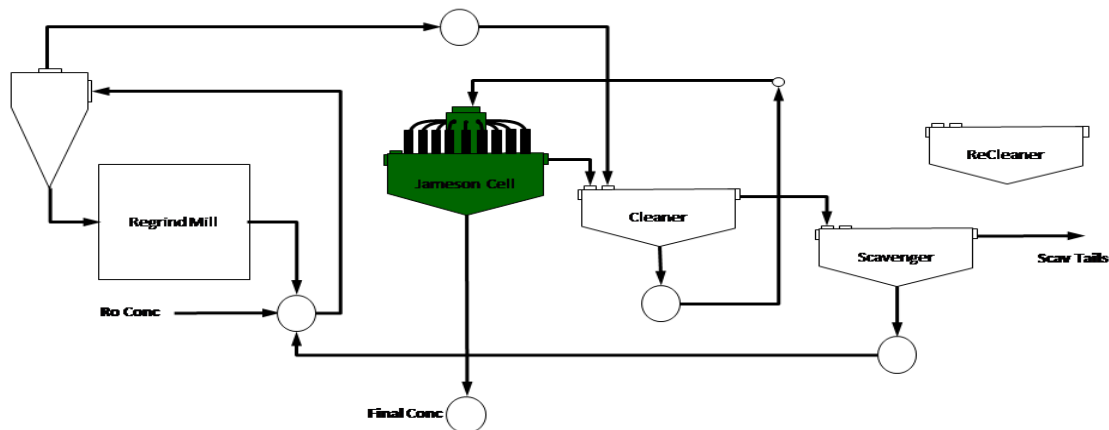 ReCleaner
Jameson Cell
Regrind Mill
Cleaner
Scavenger
Scav Tails
Ro Conc
Final Conc